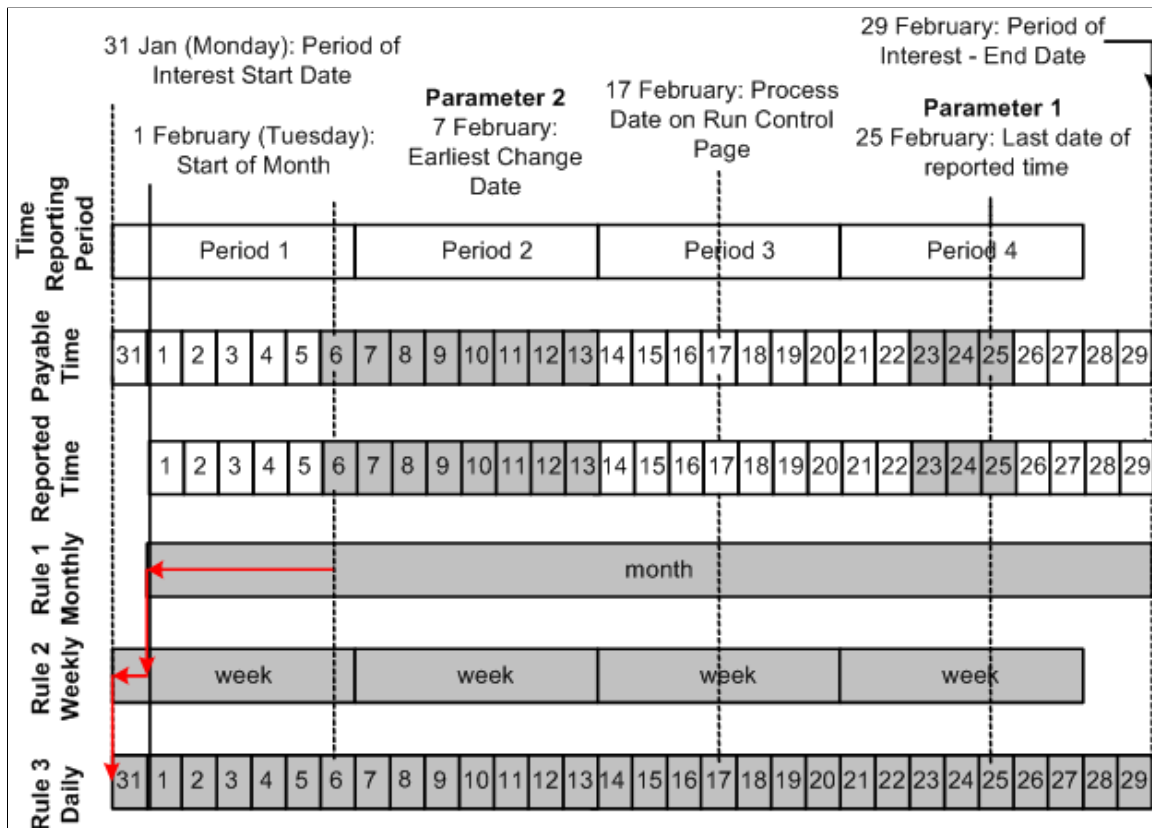 31 Jan (Monday): Period of
Interest Start Date
1 February (Tuesday):
Start of Month
Parameter 2
7 February:
Earliest Change
Date
17 February: Process
Date on Run Control
Page
29 February: Period of
Interest - End Date
Parameter 1
25 February: Last date of
reported time
Time
Reporting
Period
Period 1
Period 2
Period 3
Period 4
Payable
Time
31 1 2 3 4 5 6 7 8 9 10 11 12 13 14 15 16 17 18 19 20 21 22 23 24 25 26 27 28 29
Reported
Time
1 2 3 4 5 6 7 8 9 10 11 12 13 14 15 16 17 18 19 20 21 22 23 24 25 26 27 28 29
Rule 1
Monthly
month
Rule 2
Weekly
week
week
week
week
Rule 3
Daily
31 1 2 3 4 5 6 7 8 9 10 11 12 13 14 15 16 17 18 19 20 21 22 23 24 25 26 27 28 29